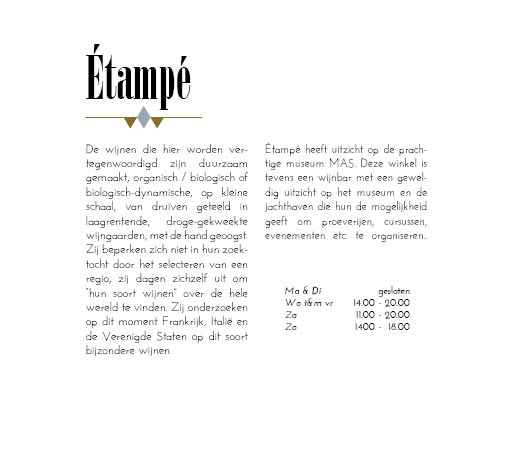 Étampé
De wijnen die hier worden ver-
tegenwoordigd zijn duurzaam
gemaakt, organisch / biologisch of
biologisch-dynamische, op kleine
schaal, van druiven geteeld in
laagrentende, droge-gekweekte
wijngaarden, met de hand geoogst.
Zij beperken zich niet in hun zoek-
tocht door het selecteren van een
regio, zij dagen zichzelf uit om
"hun soort wijnen" over de hele
wereld te vinden. Zij onderzoeken
op dit moment Frankrijk, Italië en
de Verenigde Staten op dit soort
bijzondere wijnen.
Étampé heeft uitzicht op de prach-
tige museum MAS. Deze winkel is
tevens een wijnbar met een gewel-
dig uitzicht op het museum en de
jachthaven die hun de mogelijkheid
geeft om proeverijen, cursussen,
evenementen etc. te organiseren..
Ma & Di gesloten
Wo t&m vr 14.00 - 20.00
Za 11.00 - 20.00
Zo 1400 - 18.00